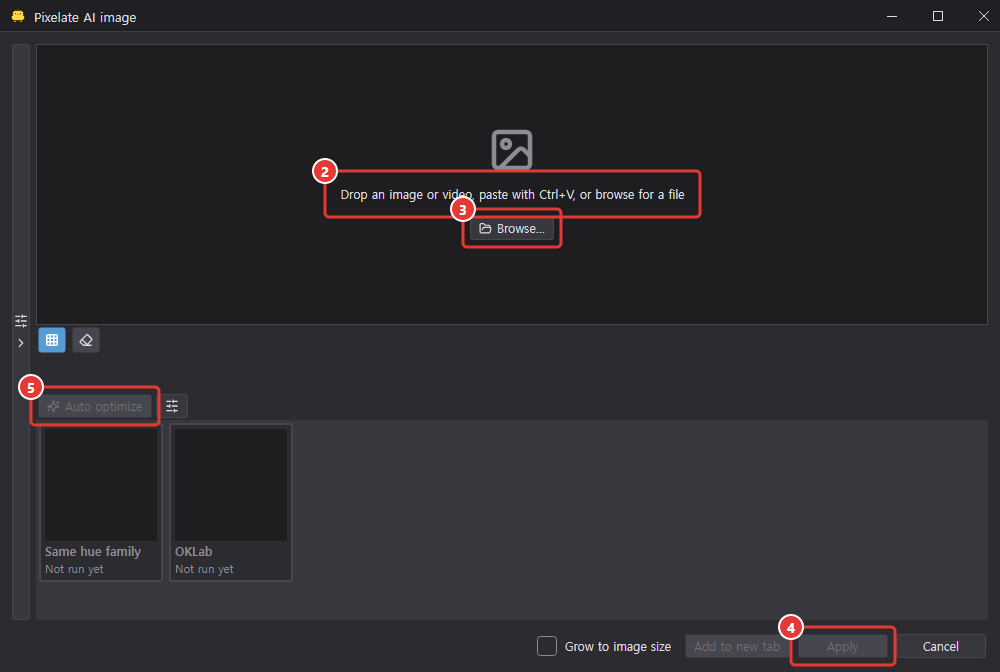 Pixelate AI image
2
Drop an image or video, paste with Ctrl+V, or browse for a file
3
Browse...
5
Auto optimize
Same hue family
Not run yet
OKLab
Not run yet
4
Grow to image size
Add to new tab
Apply
Cancel